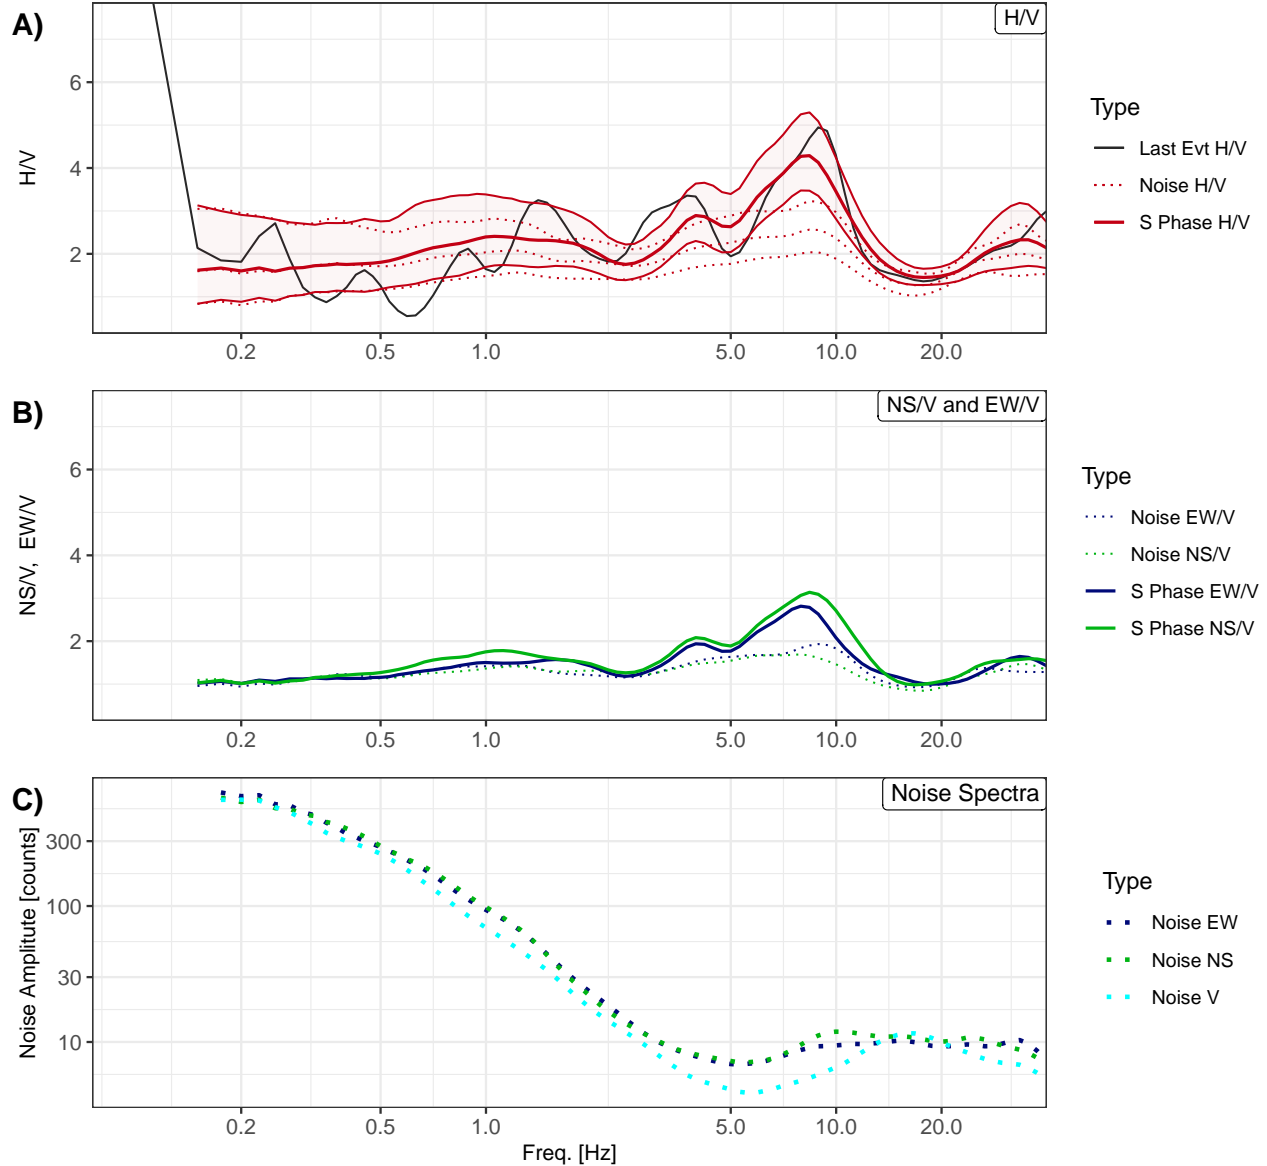 A)
H/V
6
4
2
H/V
0.2 0.5 1.0 5.0 10.0 20.0
Type
Last Evt H/V
Noise H/V
S Phase H/V
B)
NS/V and EW/V
6
4
2
NS/V, EW/V
0.2 0.5 1.0 5.0 10.0 20.0
Type
Noise EW/V
Noise NS/V
S Phase EW/V
S Phase NS/V
C)
Noise Spectra
300
100
30
10
Noise Amplitute [counts]
0.2 0.5 1.0 5.0 10.0 20.0
Freq. [Hz]
Type
Noise EW
Noise NS
Noise V